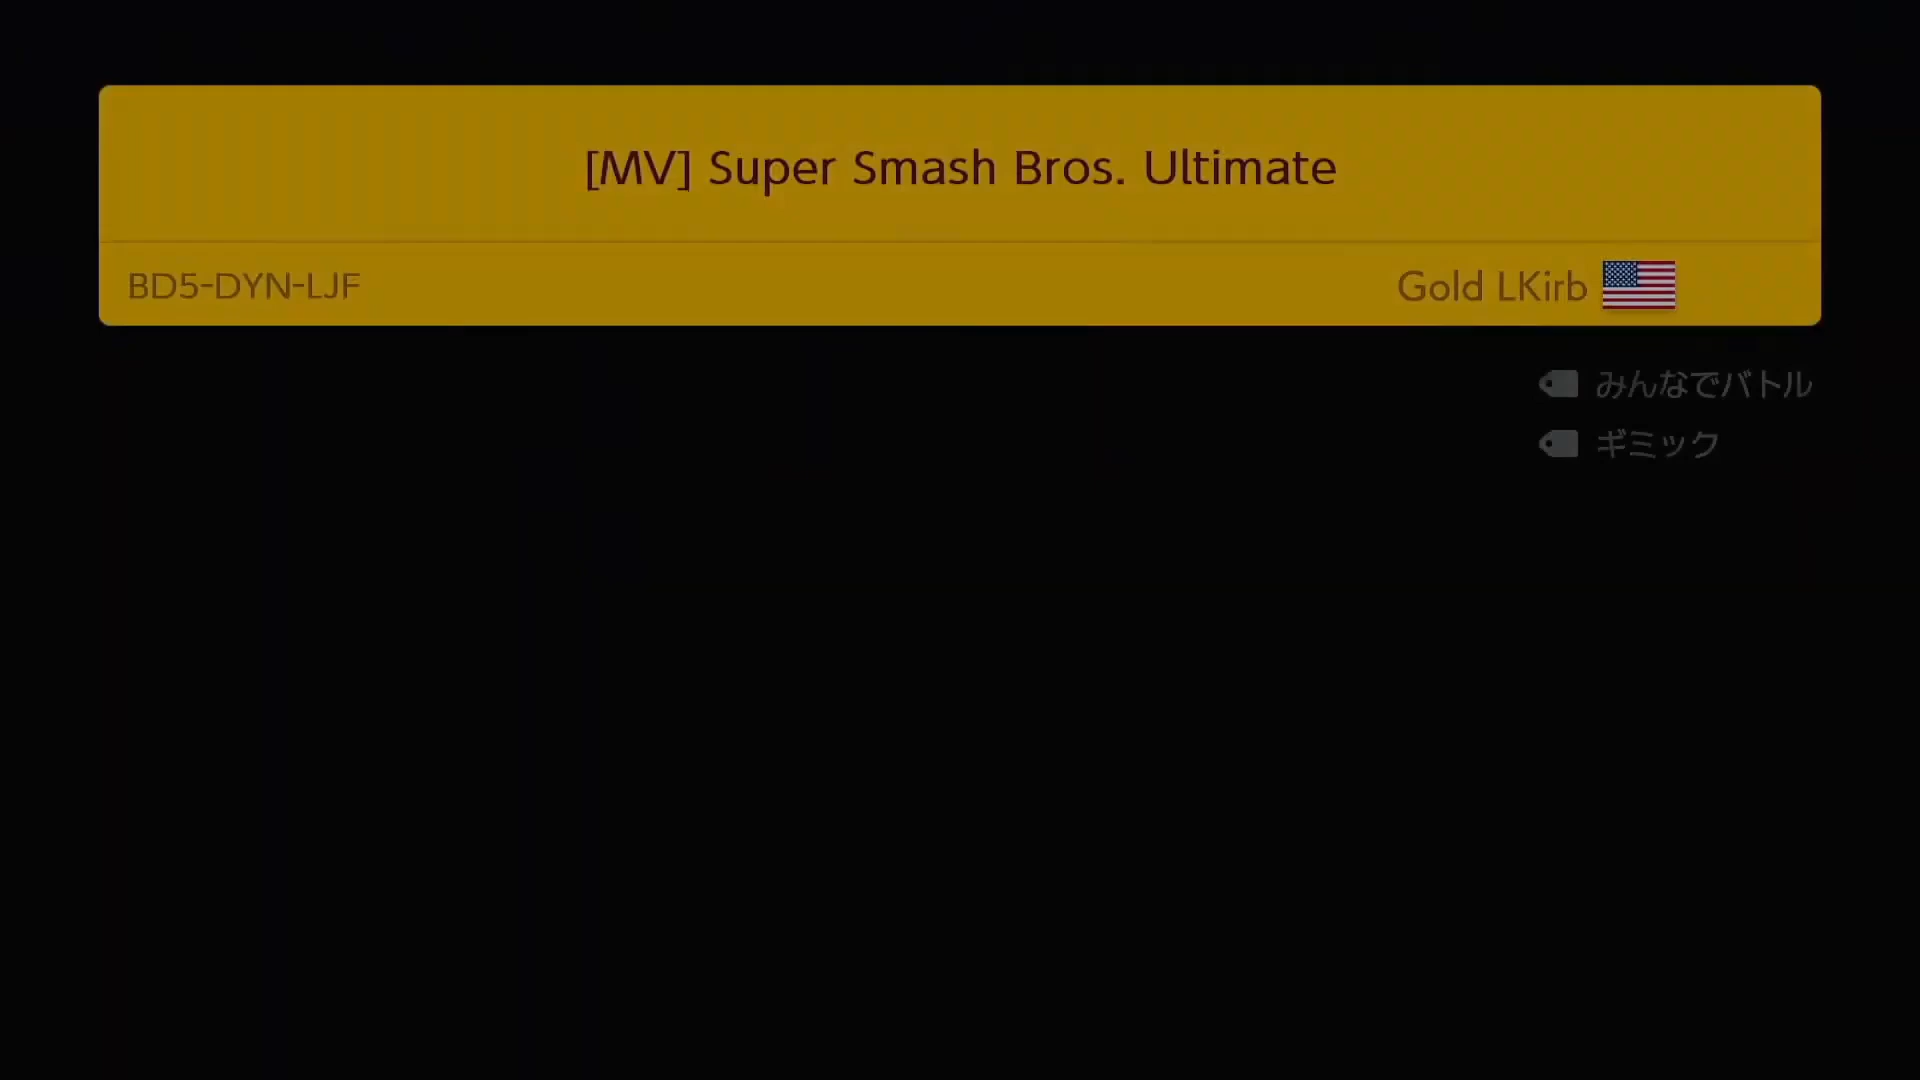 [MV] Super Smash Bros. Ultimate
BD5-DYN-LJF
Gold LKirb
みんなでバトル
ギミック